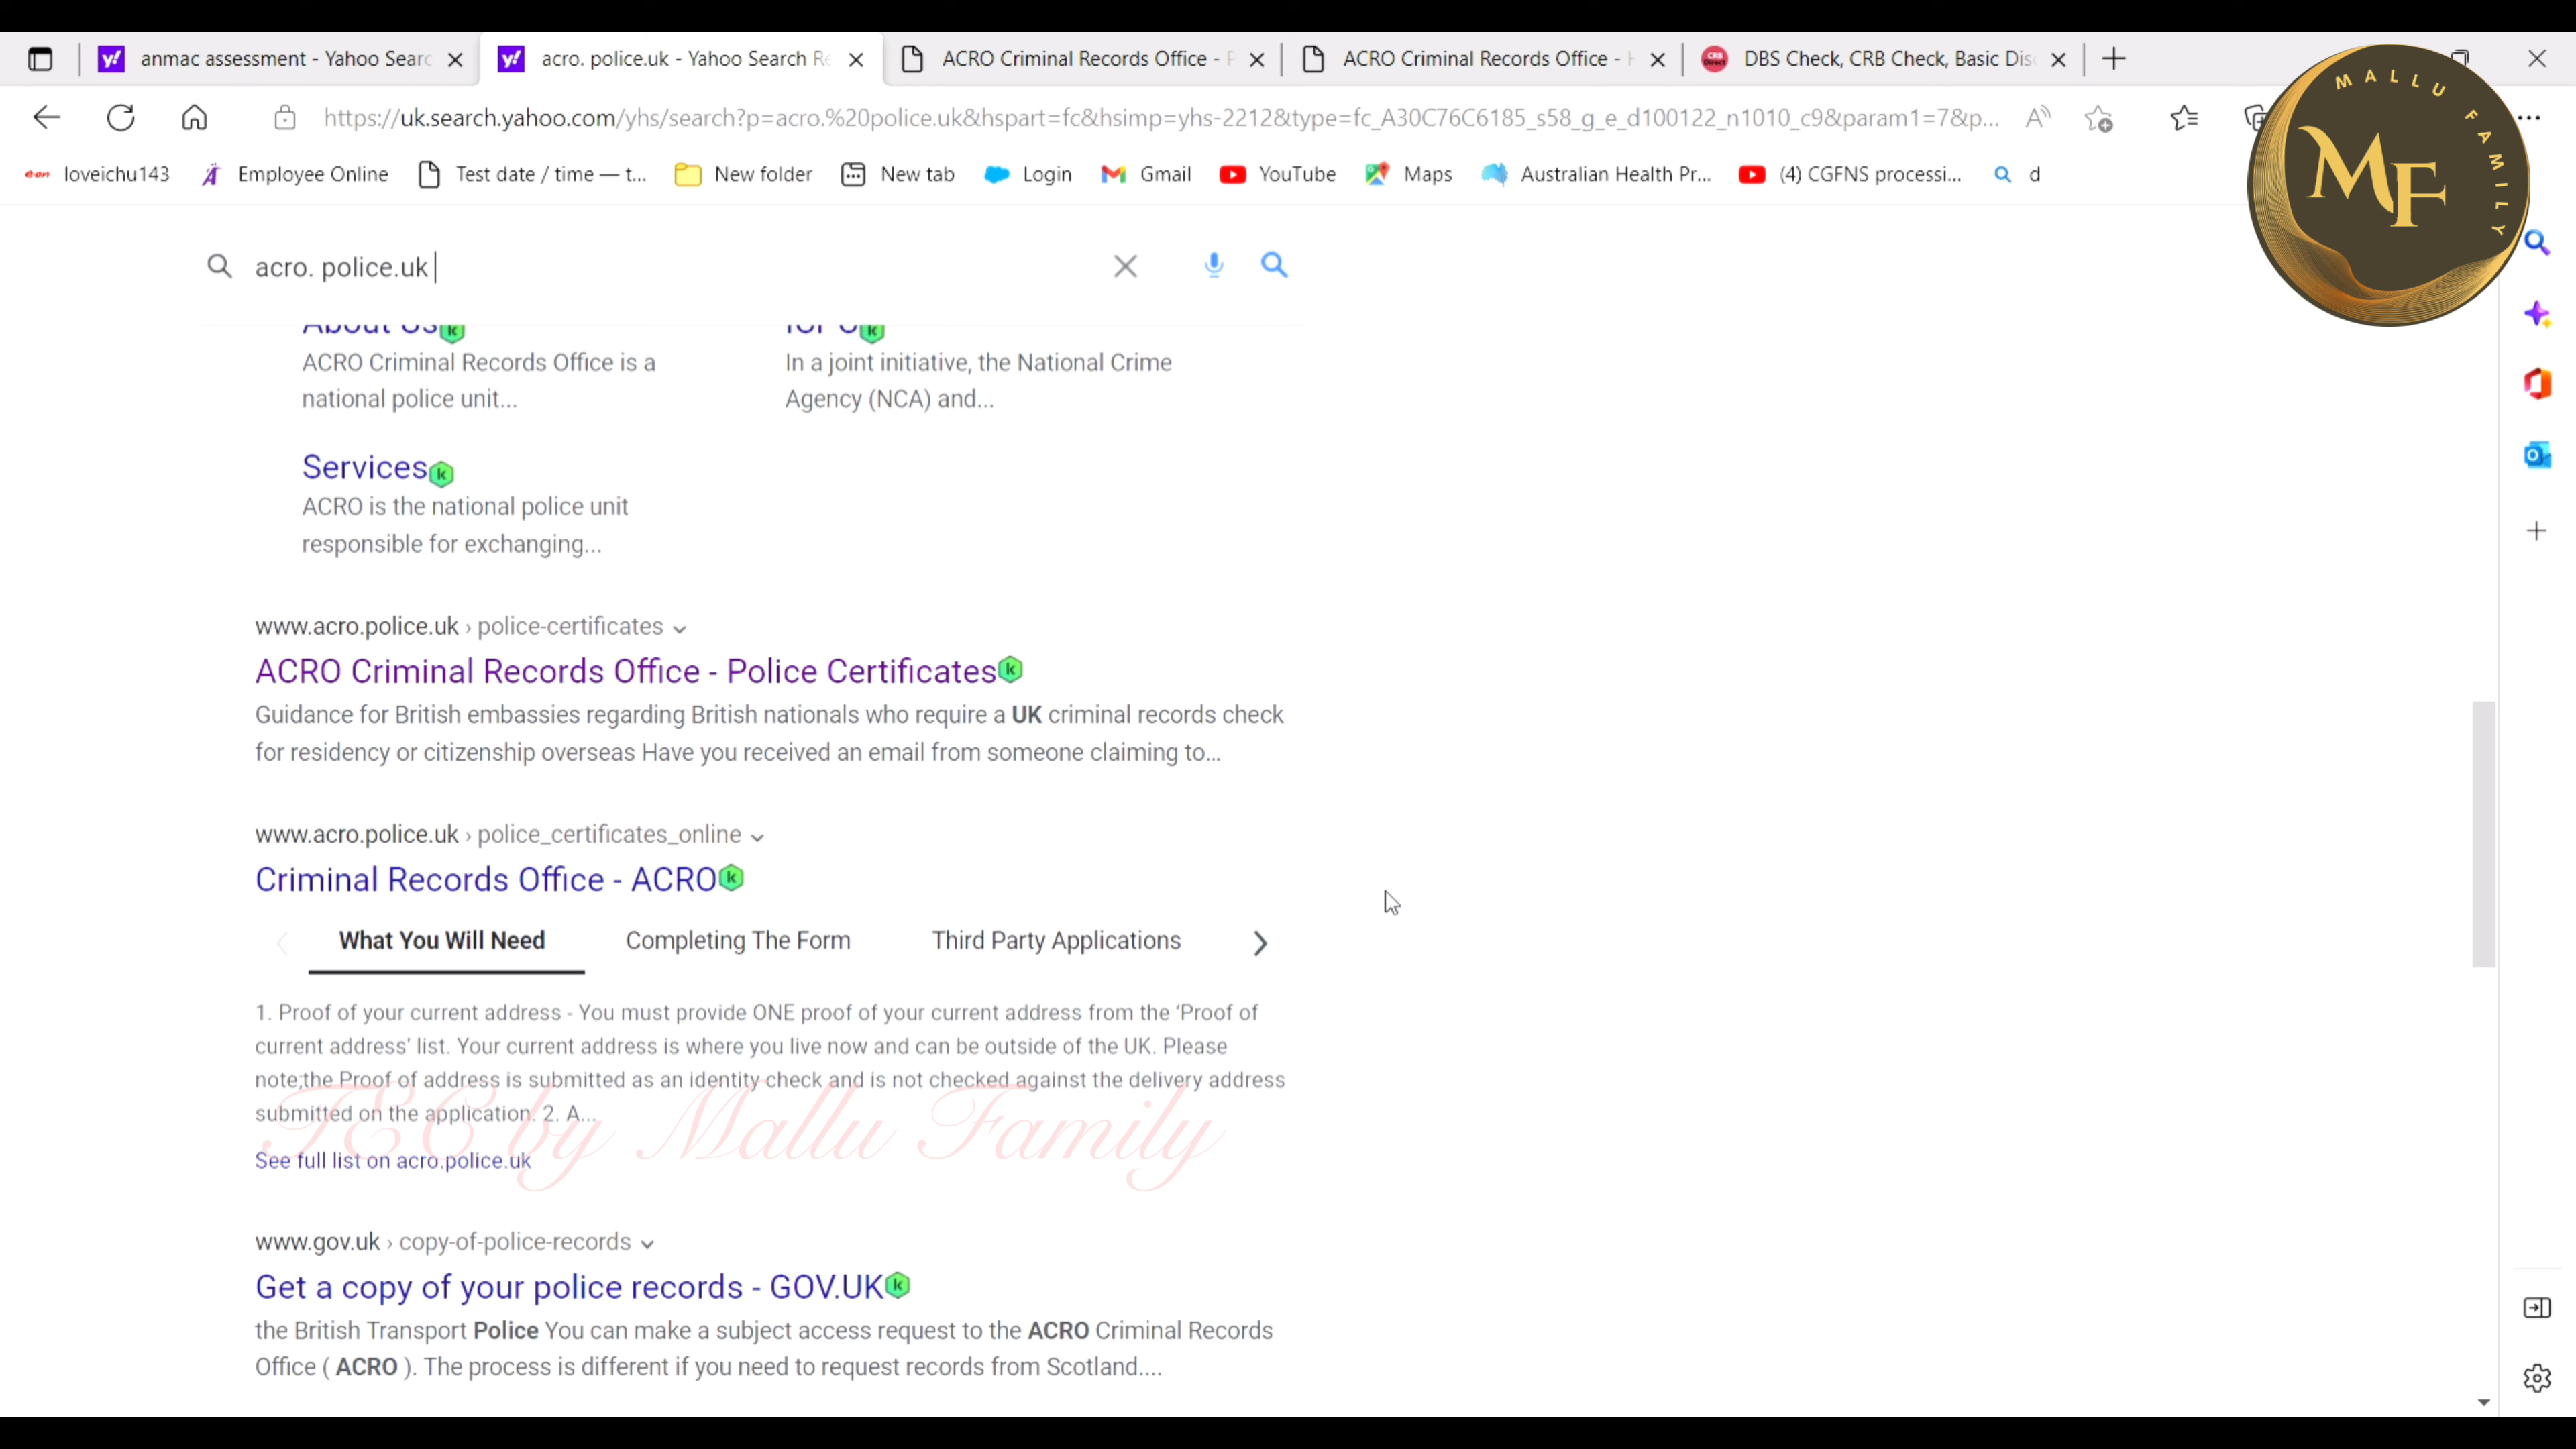 anmac assessment - Yahoo Searc
acro. police.uk - Yahoo Search Re
ACRO Criminal Records Office - P
ACRO Criminal Records Office - H
DBS Check, CRB Check, Basic Dis
https://uk.search.yahoo.com/yhs/search?p=acro.%20police.uk&hspart=fc&hsimp=yhs-2212&type=fc_A30C76C6185_s58_g_e_d100122_n1010_c9&param1=7&p...
e·on loveichu143
Employee Online
Test date / time — t...
New folder
New tab
Login
Gmail
YouTube
Maps
Australian Health Pr...
(4) CGFNS processi...
d
MALLU FAMILY
MF
acro. police.uk
About Us
ACRO Criminal Records Office is a
national police unit...
for U
In a joint initiative, the National Crime
Agency (NCA) and...
Services
ACRO is the national police unit
responsible for exchanging...
www.acro.police.uk › police-certificates
ACRO Criminal Records Office - Police Certificates
Guidance for British embassies regarding British nationals who require a UK criminal records check
for residency or citizenship overseas Have you received an email from someone claiming to...
www.acro.police.uk › police_certificates_online
Criminal Records Office - ACRO
What You Will Need
Completing The Form
Third Party Applications
1. Proof of your current address - You must provide ONE proof of your current address from the ‘Proof of
current address’ list. Your current address is where you live now and can be outside of the UK. Please
note;the Proof of address is submitted as an identity check and is not checked against the delivery address
submitted on the application. 2. A...
TEC by Mallu Family
See full list on acro.police.uk
www.gov.uk › copy-of-police-records
Get a copy of your police records - GOV.UK
the British Transport Police You can make a subject access request to the ACRO Criminal Records
Office ( ACRO ). The process is different if you need to request records from Scotland....